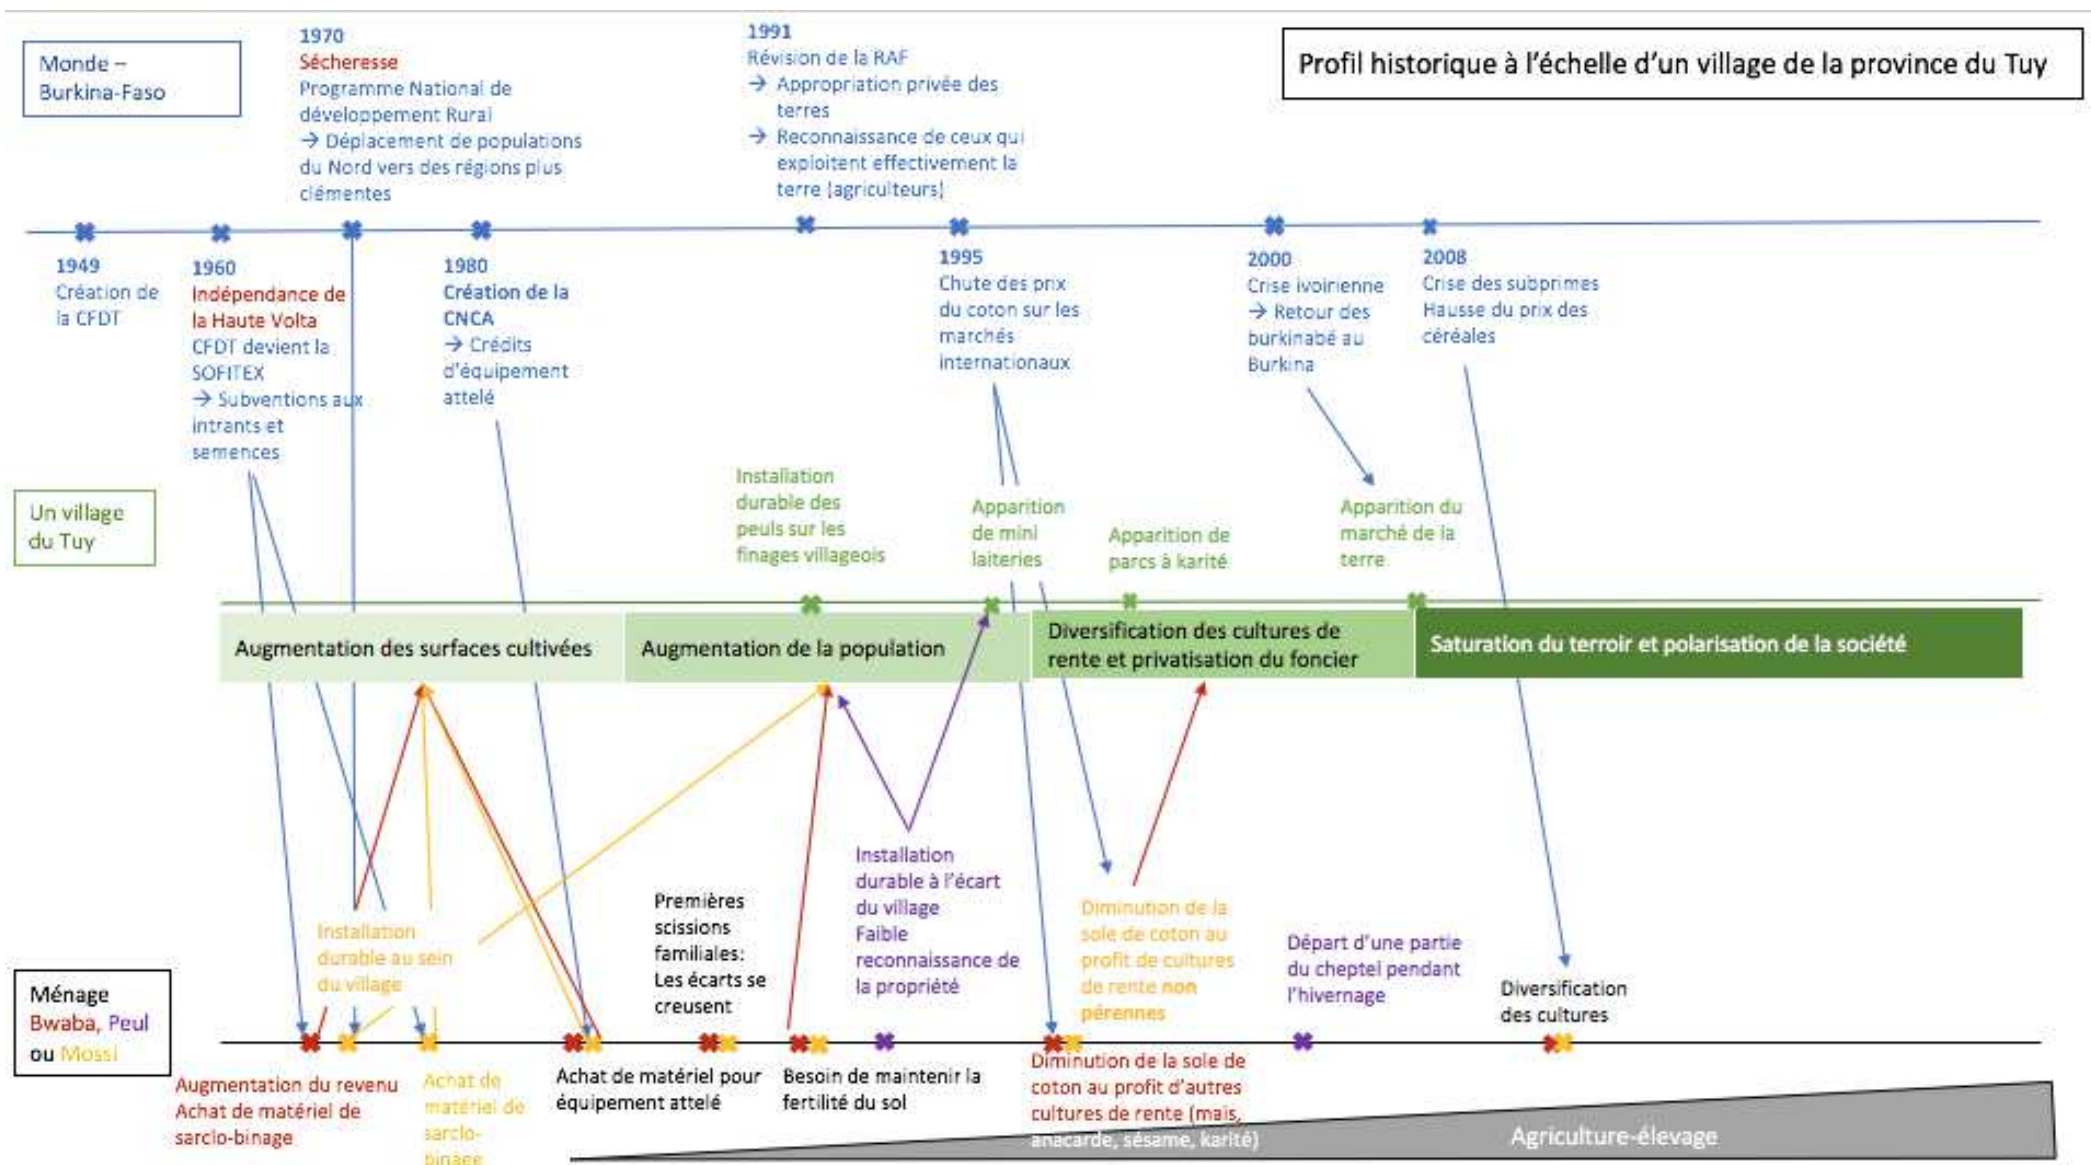 Profil historique à l'échelle d'un village de la province du Tuy
Monde –
Burkina-Faso
1970
Sécheresse
Programme National de
développement Rural
→ Déplacement de populations
du Nord vers des régions plus
clémentes
1991
Révision de la RAF
→ Appropriation privée des
terres
→ Reconnaissance de ceux qui
exploitent effectivement la
terre (agriculteurs)
1949
Création de
la CFDT
1960
Indépendance de
la Haute Volta
CFDT devient la
SOFITEX
→ Subventions aux
intrants et
semences
1980
Création de la
CNCA
→ Crédits
d'équipement
attelé
1995
Chute des prix
du coton sur les
marchés
internationaux
2000
Crise ivoirienne
→ Retour des
burkinabé au
Burkina
2008
Crise des subprimes
Hausse du prix des
céréales
Un village
du Tuy
Installation
durable des
peuls sur les
finages villageois
Apparition
de mini
laiteries
Apparition de
parcs à karité
Apparition du
marché de la
terre
Augmentation des surfaces cultivées
Augmentation de la population
Diversification des cultures de
rente et privatisation du foncier
Saturation du terroir et polarisation de la société
Ménage
Bwaba, Peul
ou Mossi
Installation
durable au sein
du village
Premières
scissions
familiales:
Les écarts se
creusent
Installation
durable à l'écart
du village
Faible
reconnaissance de
la propriété
Diminution de la
sole de coton au
profit de cultures
de rente non
pérennes
Départ d'une partie
du cheptel pendant
l'hivernage
Diversification
des cultures
Augmentation du revenu
Achat de matériel de
sarclo-binage
Achat de
matériel de
sarclo-
binage
Achat de matériel pour
équipement attelé
Besoin de maintenir la
fertilité du sol
Diminution de la sole de
coton au profit d'autres
cultures de rente (mais,
anacarde, sésame, karité)
Agriculture-élevage